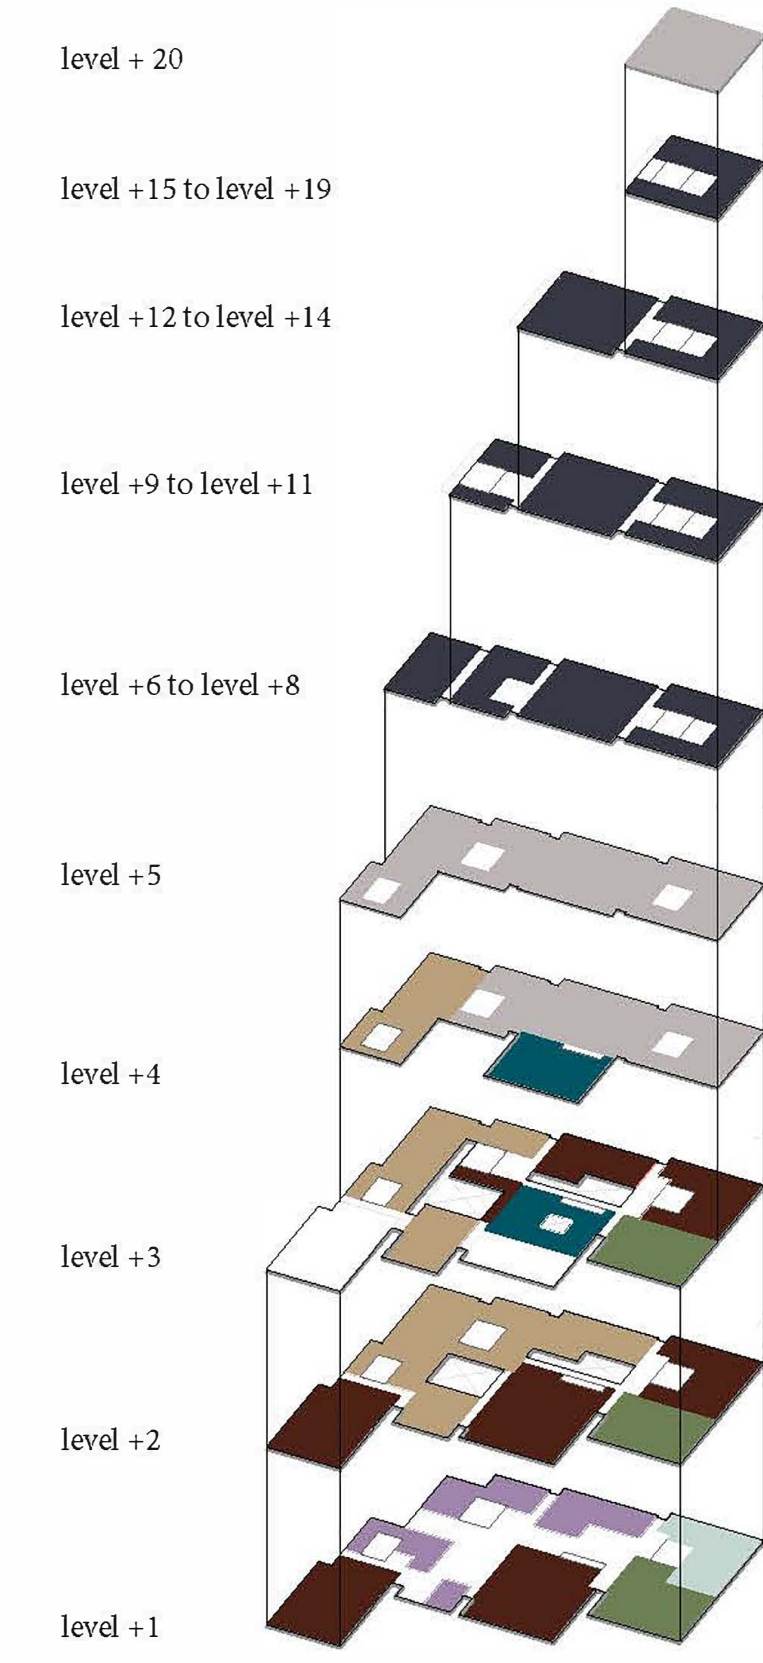 level + 20
level +15 to level +19
level +12 to level +14
level +9 to level +11
level +6 to level +8
level +5
level +4
level +3
level +2
level +1